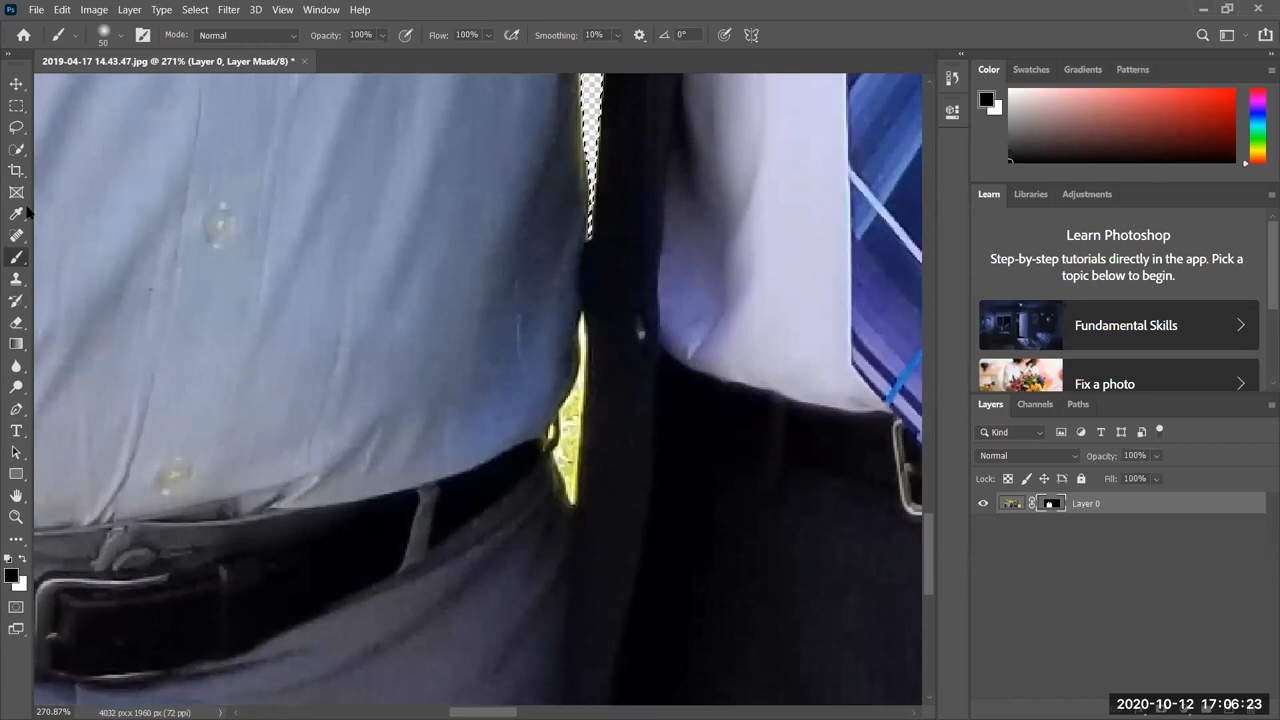 Ps File Edit Image Layer Type Select Filter 3D View Window Help
50 Mode: Normal Opacity: 100% Flow: 100% Smoothing: 10% 0°
2019-04-17 14.43.47.jpg @ 271% (Layer 0, Layer Mask/8) *
Color Swatches Gradients Patterns
Learn Libraries Adjustments
Learn Photoshop
Step-by-step tutorials directly in the app. Pick a
topic below to begin.
Fundamental Skills
Fix a photo
Layers Channels Paths
Kind
Normal Opacity: 100%
Lock: Fill: 100%
Layer 0
270.87% 4032 px x 1960 px (72 ppi)
2020-10-12 17:06:23